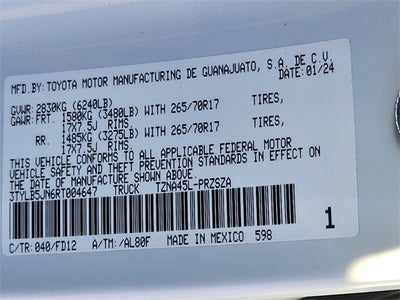 MFD.BY: TOYOTA MOTOR MANUFACTURING DE GUANAJUATO, S.A. DE C.V.
DATE: 01/24
GVWR: 2830KG (6240LB)
GAWR: FRT. 1580KG (3480LB) WITH 265/70R17 TIRES,
17X7.5J RIMS
RR. 1485KG (3275LB) WITH 265/70R17 TIRES,
17X7.5J RIMS
THIS VEHICLE CONFORMS TO ALL APPLICABLE FEDERAL MOTOR
VEHICLE SAFETY AND THEFT PREVENTION STANDARDS IN EFFECT ON
THE DATE OF MANUFACTURE SHOWN ABOVE.
3TYLB5JN6RT004647 TRUCK TZNA45L-PRZSZA
1
C/TR: 040/FD12 A/TM: /AL80F MADE IN MEXICO 598